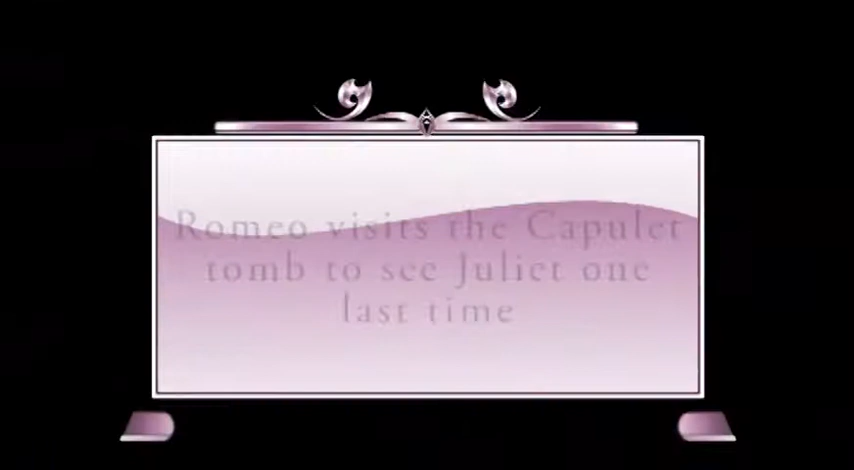 Romeo visits the Capulet
tomb to see Juliet one
last time